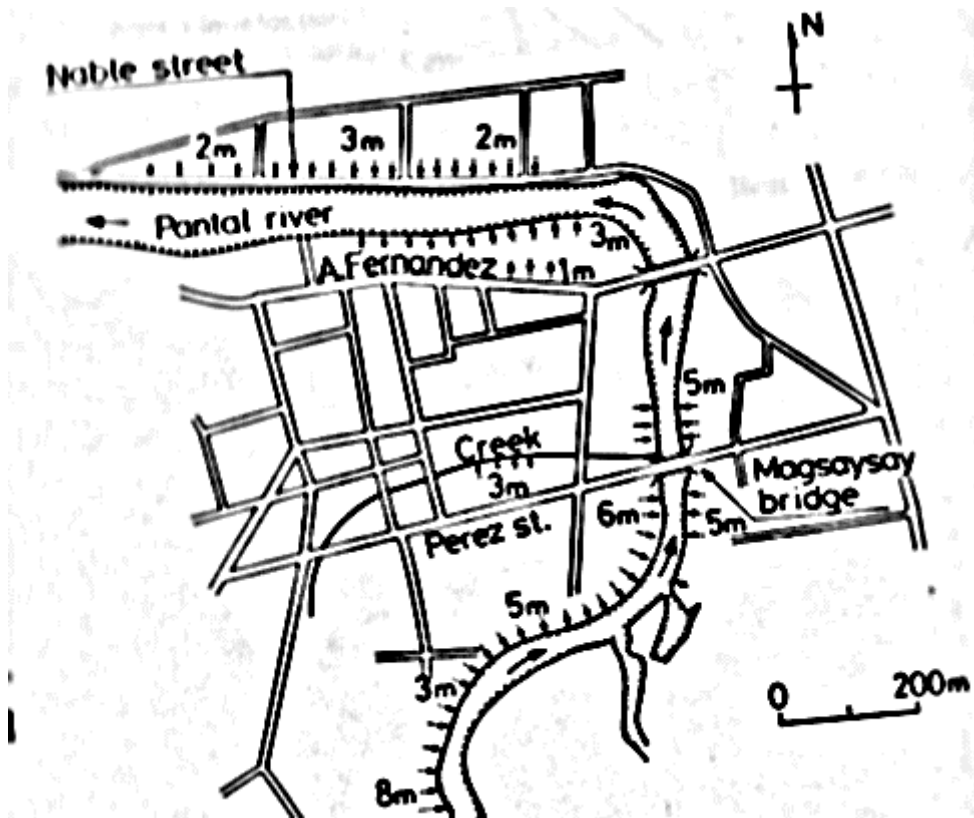 N
Nable street
2m
3m
2m
Pantal river
3m
A.Fernandez
1m
5m
Creek
3m
Magsaysay
bridge
6m
5m
Perez st.
5m
3m
0
200m
8m